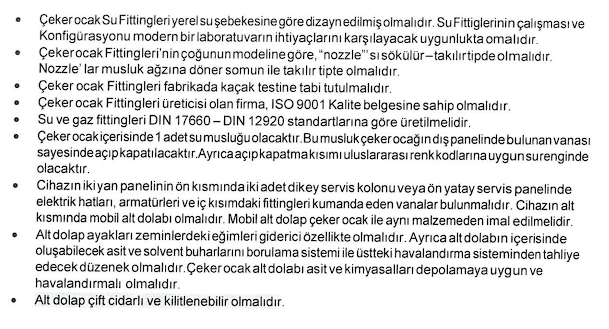 • Çeker ocak Su Fittingleri yerel su şebekesine göre dizayn edilmiş olmalıdır. Su Fittiglerinin çalışması ve
Konfigürasyonu modern bir laboratuvarın ihtiyaçlarını karşılayacak uygunlukta omalıdır.
• Çeker ocak Fittingleri'nin çoğunun modeline göre, "nozzle"' sı sökülür – takılır tipde olmalıdır.
Nozzle' lar musluk ağzına döner somun ile takılır tipte olmalıdır.
• Çeker ocak Fittingleri fabrikada kaçak testine tabi tutulmalıdır.
• Çeker ocak Fittingleri üreticisi olan firma, ISO 9001 Kalite belgesine sahip olmalıdır.
• Su ve gaz fittingleri DIN 17660 – DIN 12920 standartlarına göre üretilmelidir.
• Çeker ocak içerisinde 1 adet su musluğu olacaktır. Bu musluk çeker ocağın dış panelinde bulunan vanası
sayesinde açıp kapatılacaktır. Ayrıca açıp kapatma kısımı uluslararası renk kodlarına uygun su renginde
olacaktır.
• Cihazın iki yan panelinin ön kısmında iki adet dikey servis kolonu veya ön yatay servis panelinde
elektrik hatları, armatürleri ve iç kısımdaki fittingleri kumanda eden vanalar bulunmalıdır. Cihazın alt
kısmında mobil alt dolabı olmalıdır. Mobil alt dolap çeker ocak ile aynı malzemeden imal edilmelidir.
• Alt dolap ayakları zeminlerdeki eğimleri giderici özellikte olmalıdır. Ayrıca alt dolabın içerisinde
oluşabilecek asit ve solvent buharlarını borulama sistemi ile üstteki havalandırma sisteminden tahliye
edecek düzenek olmalıdır. Çeker ocak alt dolabı asit ve kimyasalları depolamaya uygun ve
havalandırmalı olmalıdır.
• Alt dolap çift cidarlı ve kilitlenebilir olmalıdır.